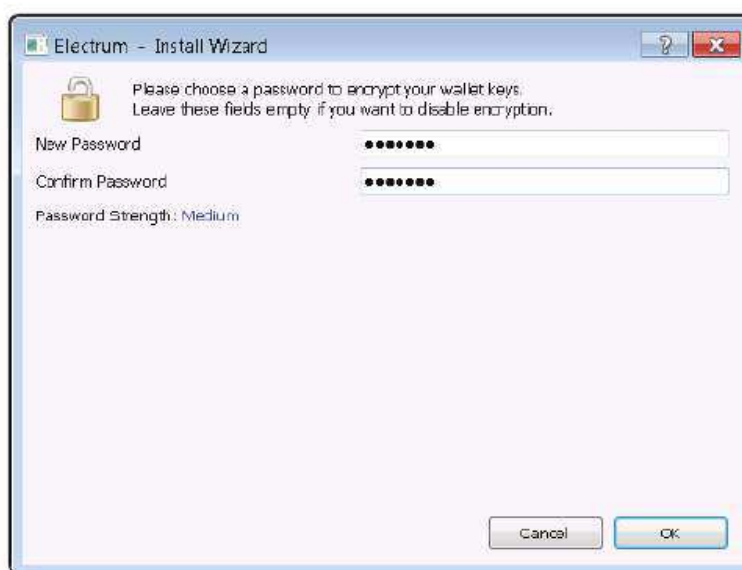 Electrum - Install Wizard
Please choose a password to encrypt your wallet keys.
Leave these fields empty if you want to disable encryption.
New Password ●●●●●●●
Confirm Password ●●●●●●●
Password Strength: Medium
Cancel OK